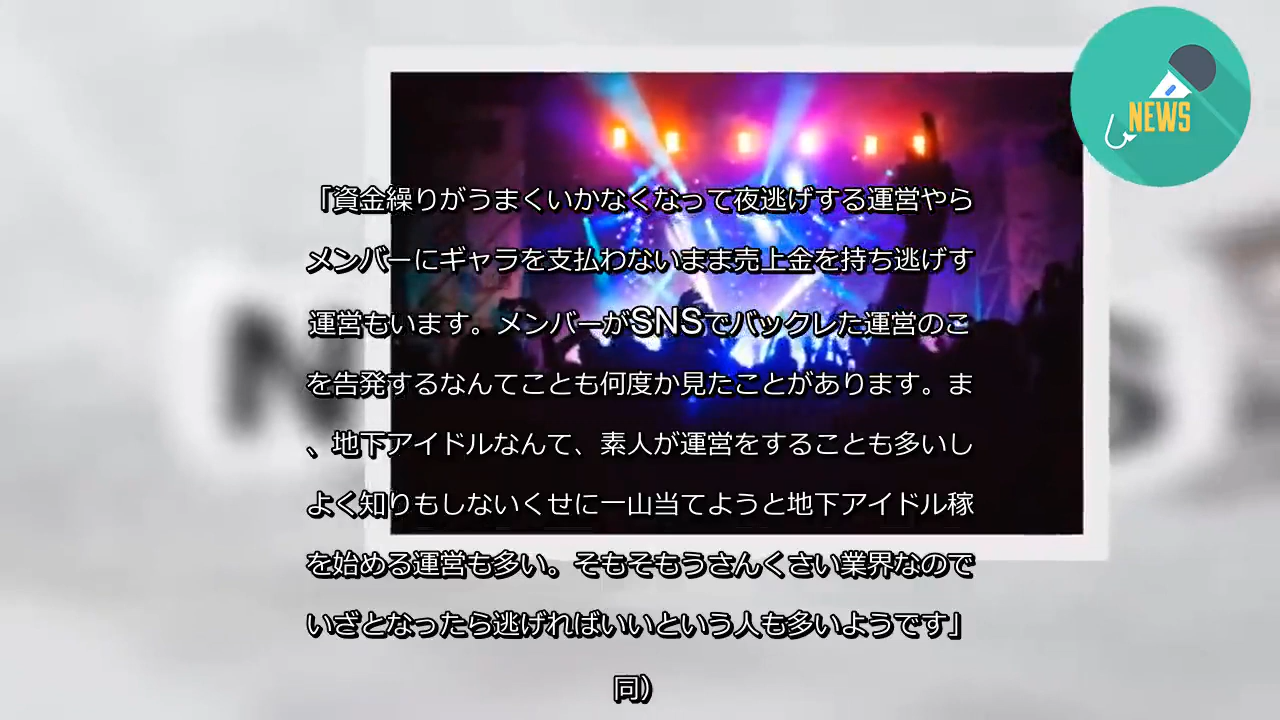 NEWS
「資金繰りがうまくいかなくなって夜逃げする運営やら
メンバーにギャラを支払わないまま売上金を持ち逃げす
運営もいます。メンバーがSNSでバックレた運営のこ
を告発するなんてことも何度か見たことがあります。ま
、地下アイドルなんて、素人が運営をすることも多いし
よく知りもしないくせに一山当てようと地下アイドル稼
を始める運営も多い。そもそもうさんくさい業界なので
いざとなったら逃げればいいという人も多いようです」
同）